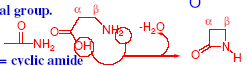 al group.
O
α β
O
NH₂
-H₂O
α β
O
NH₂
OH
O
N
H
= cyclic amide